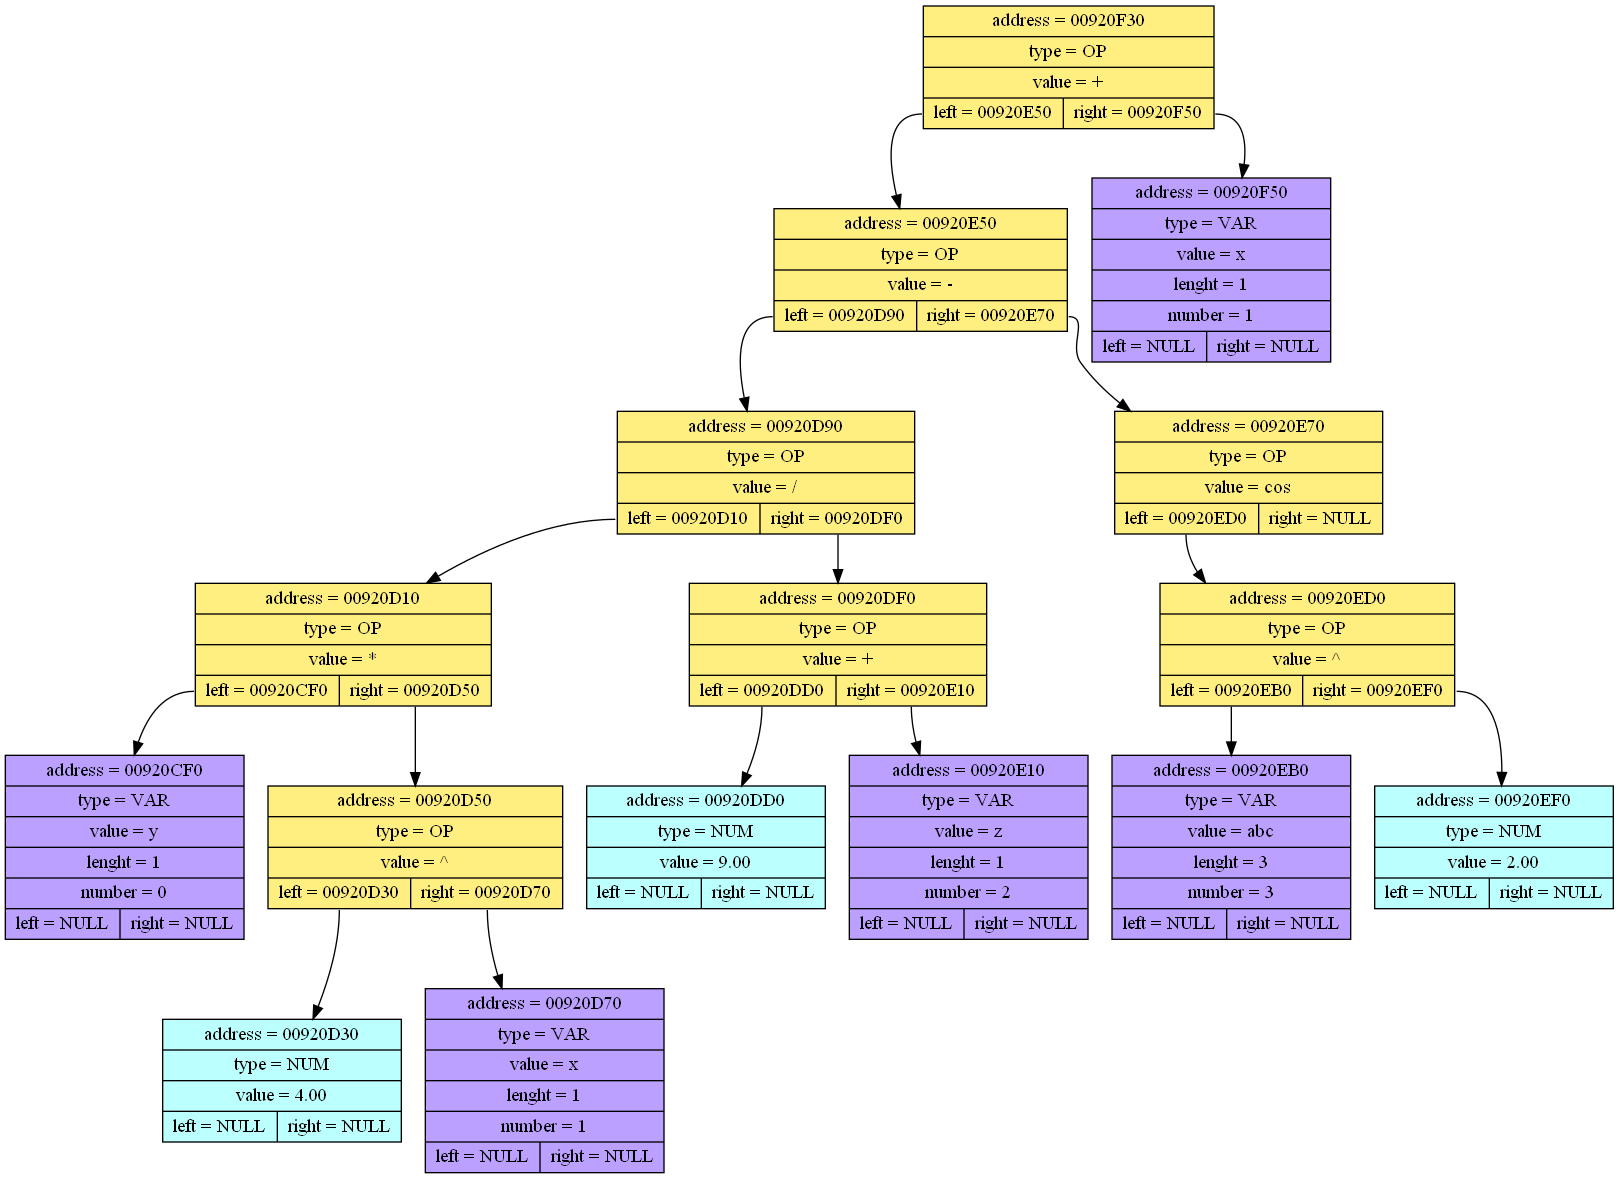 address = 00920F30
type = OP
value = +
left = 00920E50 right = 00920F50
address = 00920F50
type = VAR
value = x
lenght = 1
number = 1
left = NULL right = NULL
address = 00920E50
type = OP
value = -
left = 00920D90 right = 00920E70
address = 00920D90
type = OP
value = /
left = 00920D10 right = 00920DF0
address = 00920E70
type = OP
value = cos
left = 00920ED0 right = NULL
address = 00920D10
type = OP
value = *
left = 00920CF0 right = 00920D50
address = 00920DF0
type = OP
value = +
left = 00920DD0 right = 00920E10
address = 00920ED0
type = OP
value = ^
left = 00920EB0 right = 00920EF0
address = 00920CF0
type = VAR
value = y
lenght = 1
number = 0
left = NULL right = NULL
address = 00920D50
type = OP
value = ^
left = 00920D30 right = 00920D70
address = 00920DD0
type = NUM
value = 9.00
left = NULL right = NULL
address = 00920E10
type = VAR
value = z
lenght = 1
number = 2
left = NULL right = NULL
address = 00920EB0
type = VAR
value = abc
lenght = 3
number = 3
left = NULL right = NULL
address = 00920EF0
type = NUM
value = 2.00
left = NULL right = NULL
address = 00920D30
type = NUM
value = 4.00
left = NULL right = NULL
address = 00920D70
type = VAR
value = x
lenght = 1
number = 1
left = NULL right = NULL